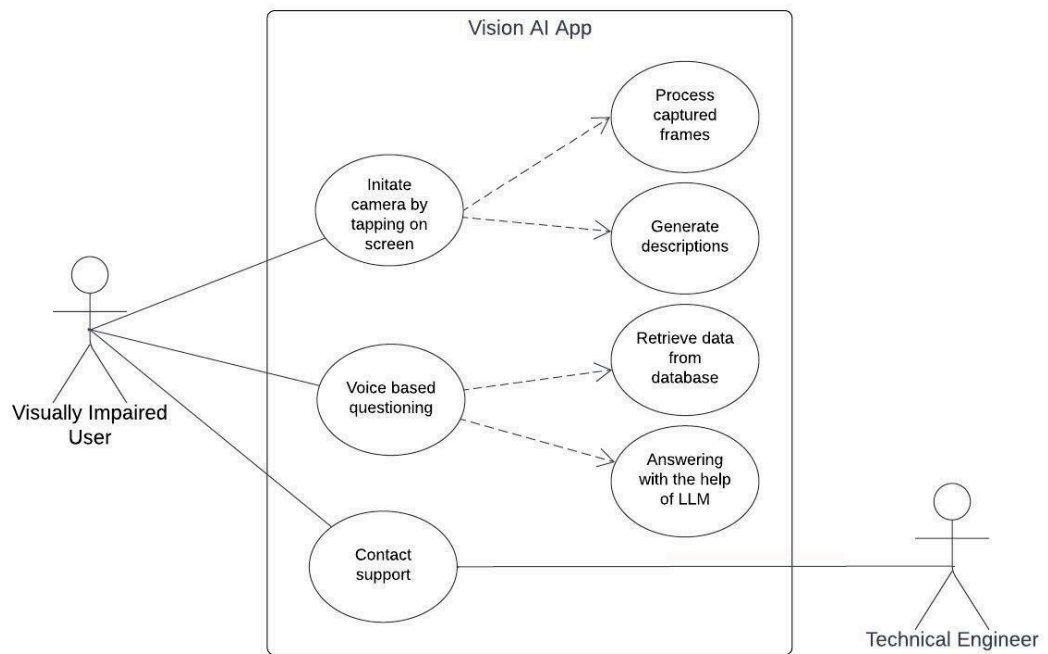 Vision AI App
Process
captured
frames
Initate
camera by
tapping on
screen
Generate
descriptions
Retrieve data
from
database
Voice based
questioning
Visually Impaired
User
Answering
with the help
of LLM
Contact
support
Technical Engineer